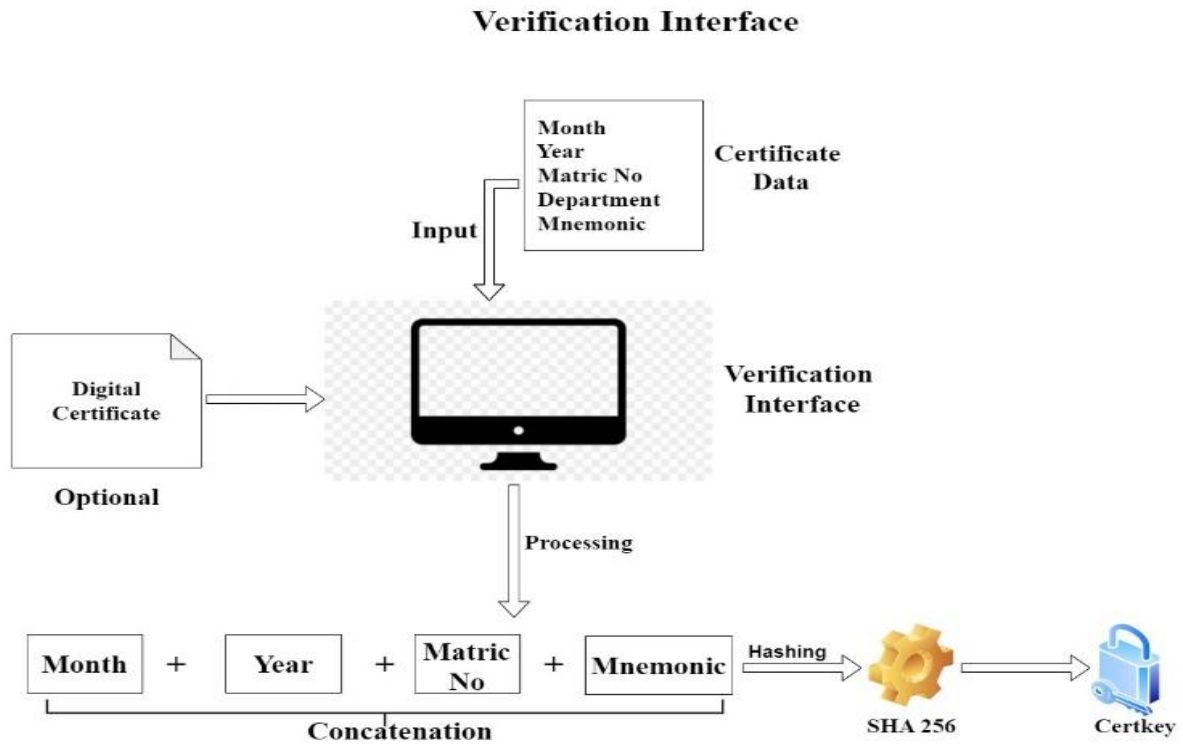 Verification Interface
Month
Year
Matric No
Department
Mnemonic
Certificate
Data
Input
Digital
Certificate
Optional
Verification
Interface
Processing
Month + Year + Matric No + Mnemonic
Hashing
SHA 256
Certkey
Concatenation